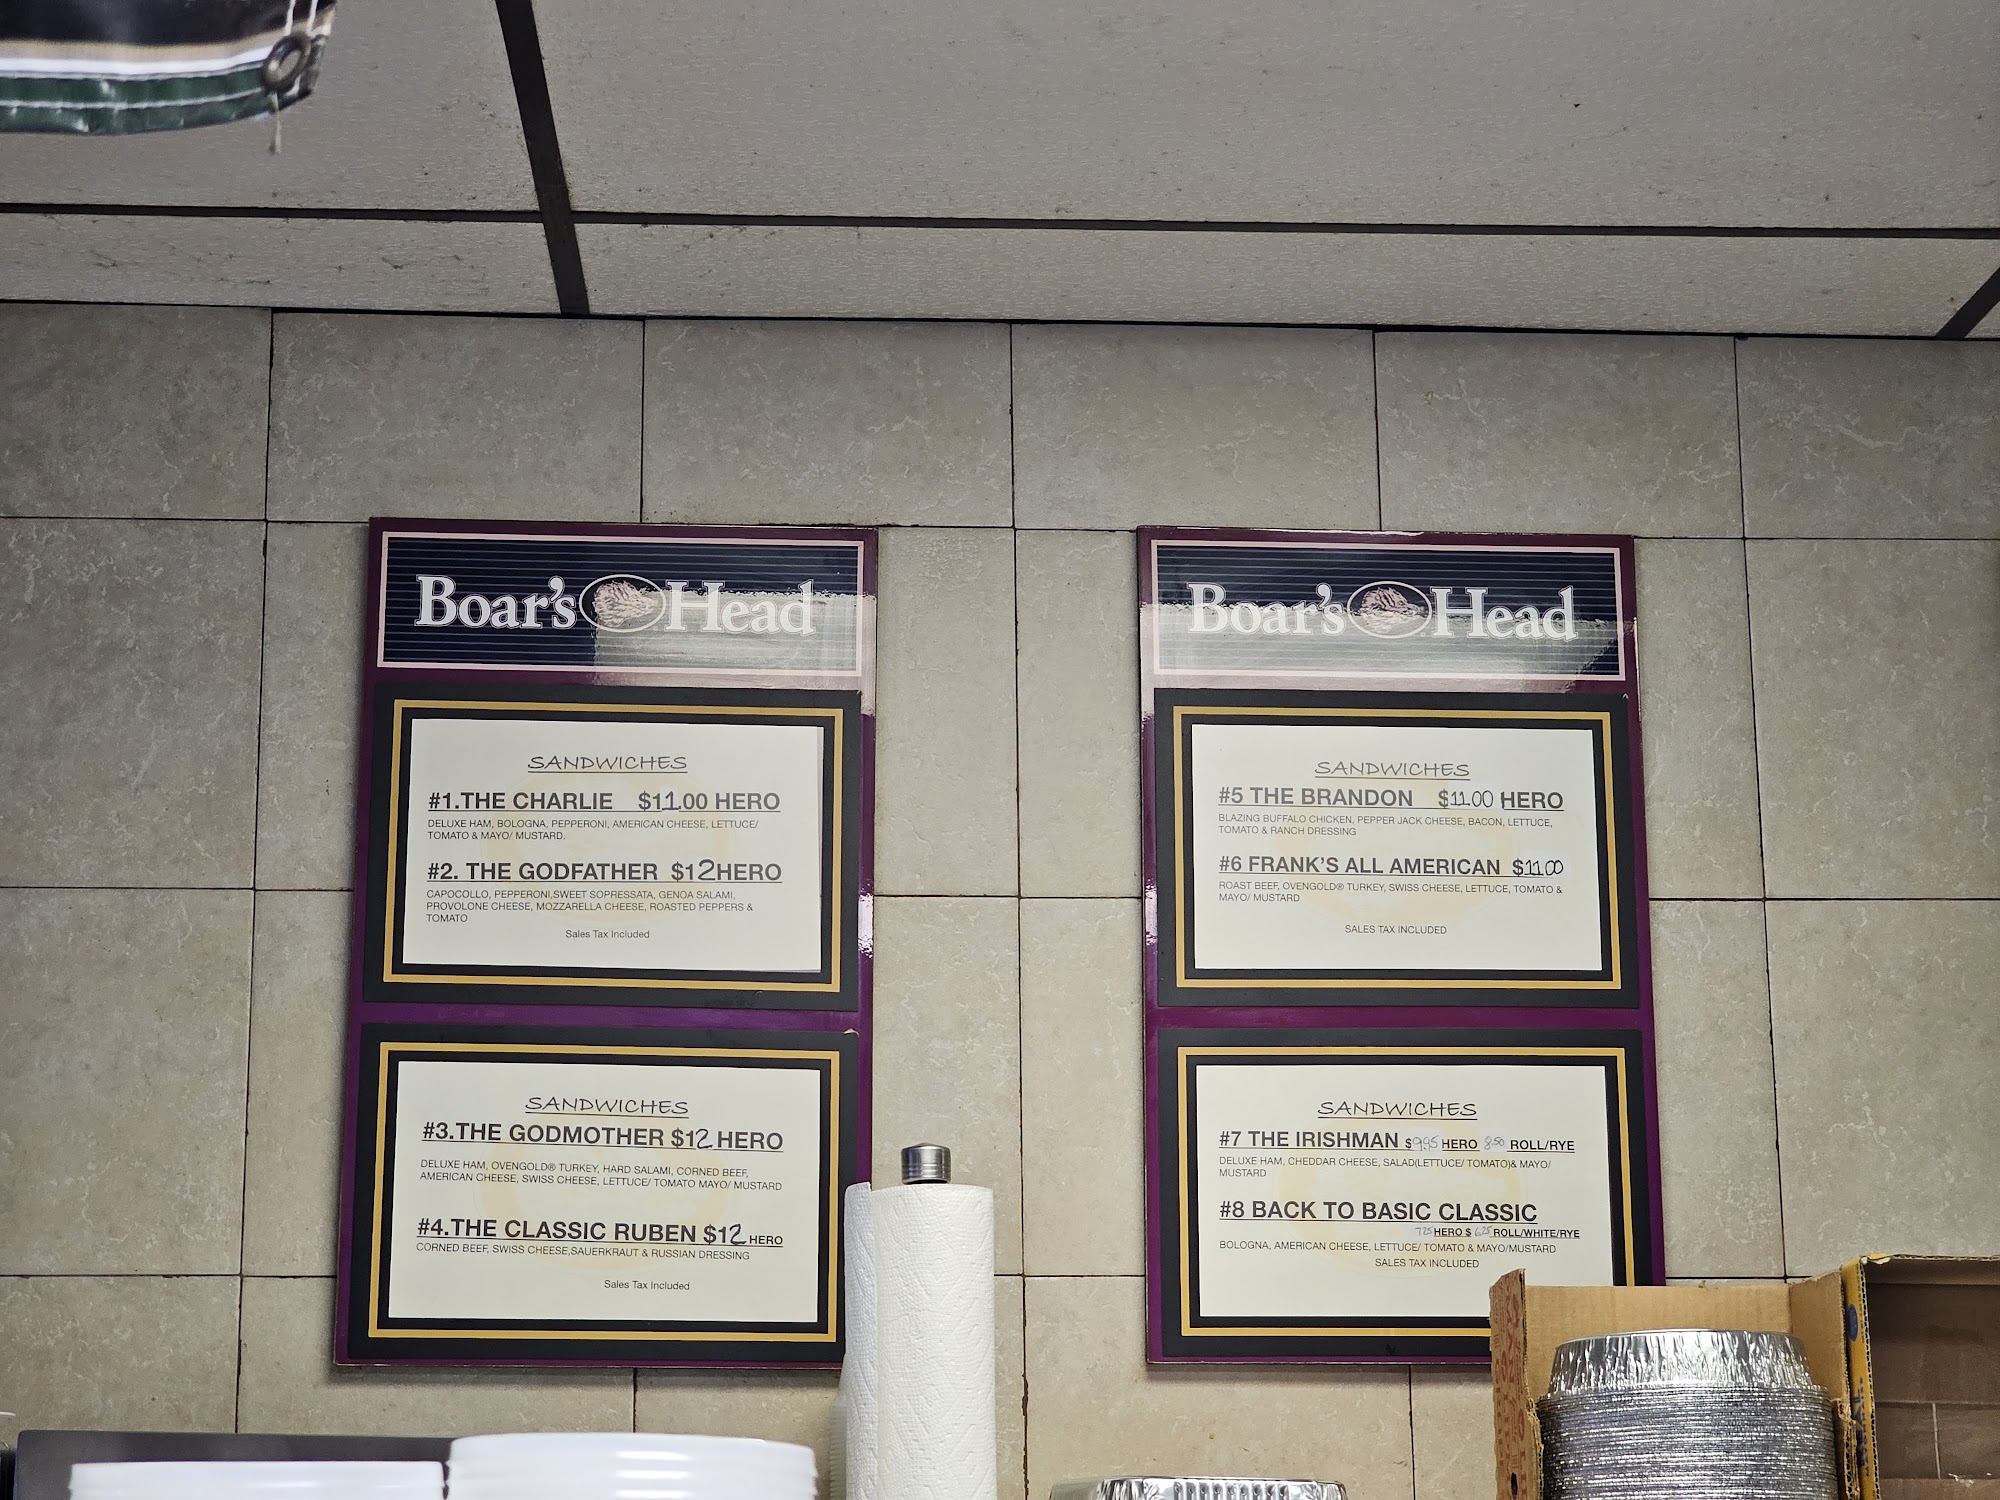 Boar's Head
SANDWICHES
#1.THE CHARLIE $11.00 HERO
DELUXE HAM, BOLOGNA, PEPPERONI, AMERICAN CHEESE, LETTUCE/
TOMATO & MAYO/ MUSTARD.
#2. THE GODFATHER $12HERO
CAPOCOLLO, PEPPERONI,SWEET SOPRESSATA, GENOA SALAMI,
PROVOLONE CHEESE, MOZZARELLA CHEESE, ROASTED PEPPERS &
TOMATO
Sales Tax Included
SANDWICHES
#3.THE GODMOTHER $12 HERO
DELUXE HAM, OVENGOLD® TURKEY, HARD SALAMI, CORNED BEEF,
AMERICAN CHEESE, SWISS CHEESE, LETTUCE/ TOMATO MAYO/ MUSTARD
#4.THE CLASSIC RUBEN $12 HERO
CORNED BEEF, SWISS CHEESE,SAUERKRAUT & RUSSIAN DRESSING
Sales Tax Included
Boar's Head
SANDWICHES
#5 THE BRANDON $11.00 HERO
BLAZING BUFFALO CHICKEN, PEPPER JACK CHEESE, BACON, LETTUCE,
TOMATO & RANCH DRESSING
#6 FRANK'S ALL AMERICAN $11.00
ROAST BEEF, OVENGOLD® TURKEY, SWISS CHEESE, LETTUCE, TOMATO &
MAYO/ MUSTARD
SALES TAX INCLUDED
SANDWICHES
#7 THE IRISHMAN $9.95 HERO 8.50 ROLL/RYE
DELUXE HAM, CHEDDAR CHEESE, SALAD(LETTUCE/ TOMATO)& MAYO/
MUSTARD
#8 BACK TO BASIC CLASSIC
7.25 HERO $ 6.25 ROLL/WHITE/RYE
BOLOGNA, AMERICAN CHEESE, LETTUCE/ TOMATO & MAYO/MUSTARD
SALES TAX INCLUDED